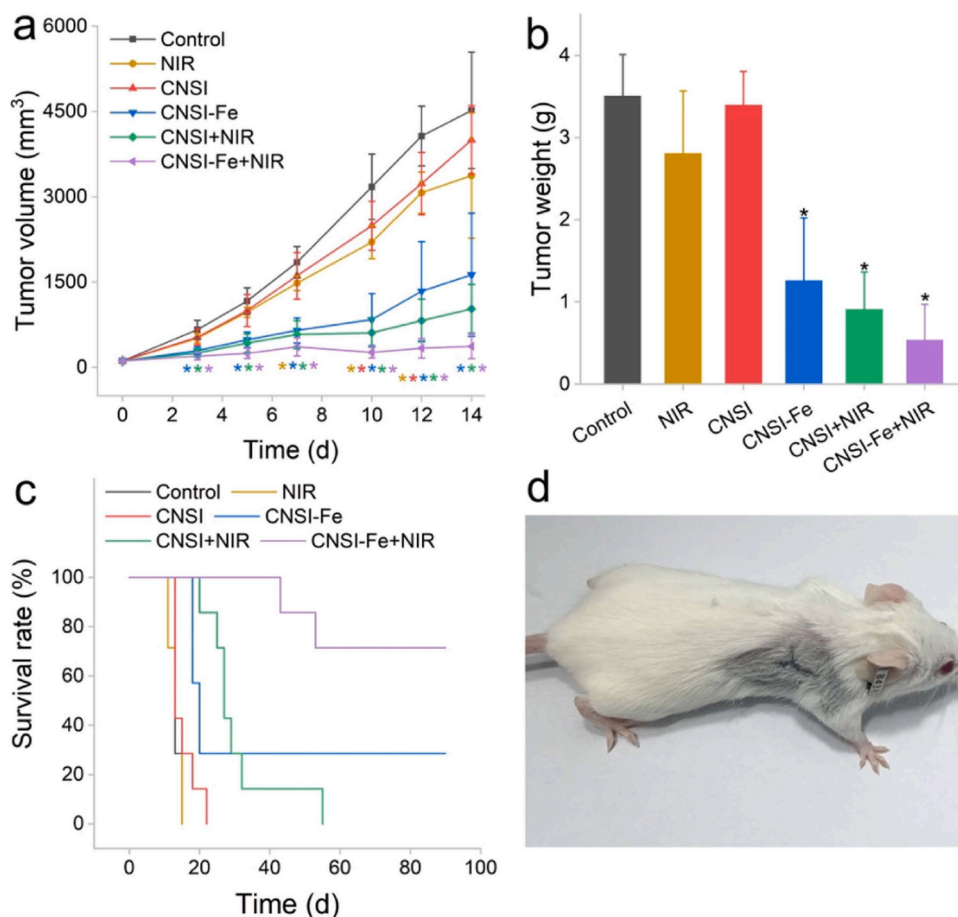 a
6000
4500
3000
1500
0
Tumor volume (mm³)
Control
NIR
CNSI
CNSI-Fe
CNSI+NIR
CNSI-Fe+NIR
*** *** **** ***** ***** ***
0 2 4 6 8 10 12 14
Time (d)
b
4
3
2
1
0
Tumor weight (g)
*
*
*
Control NIR CNSI CNSI-Fe CNSI+NIR CNSI-Fe+NIR
c
Control NIR
CNSI CNSI-Fe
CNSI+NIR CNSI-Fe+NIR
100
80
60
40
20
0
Survival rate (%)
0 20 40 60 80 100
Time (d)
d